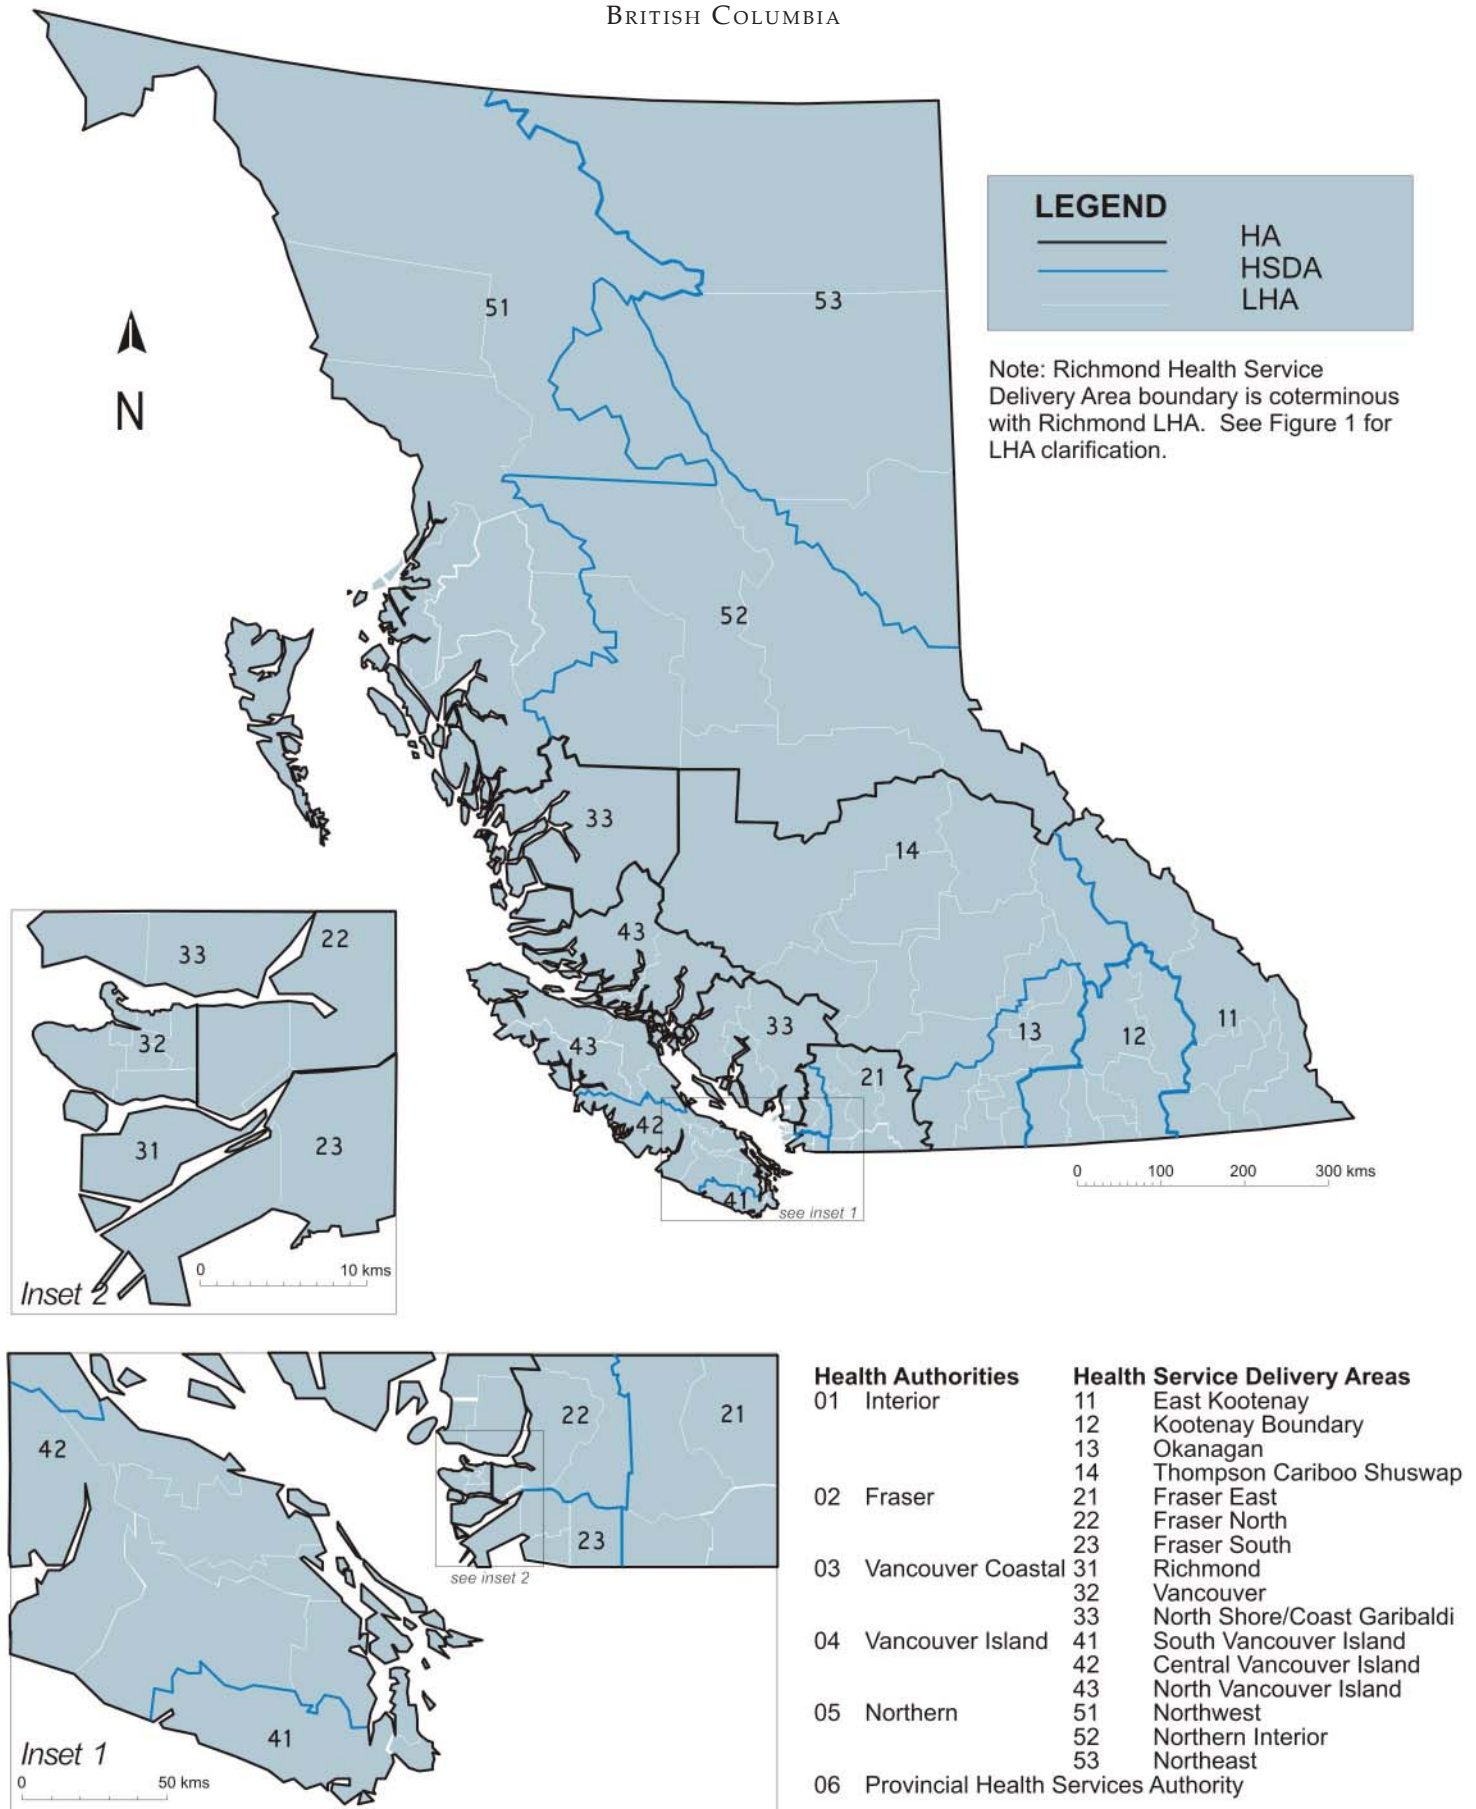 BRITISH COLUMBIA
LEGEND
HA
HSDA
LHA
51
53
N
Note: Richmond Health Service
Delivery Area boundary is coterminous
with Richmond LHA. See Figure 1 for
LHA clarification.
52
33
14
43
33
13
12
11
43
21
42
41
see inset 1
0 100 200 300 kms
33
22
32
31
23
0 10 kms
Inset 2
42
22
21
23
see inset 2
41
Inset 1
0 50 kms
Health Authorities Health Service Delivery Areas
01 Interior 11 East Kootenay
12 Kootenay Boundary
13 Okanagan
14 Thompson Cariboo Shuswap
02 Fraser 21 Fraser East
22 Fraser North
23 Fraser South
03 Vancouver Coastal 31 Richmond
32 Vancouver
33 North Shore/Coast Garibaldi
04 Vancouver Island 41 South Vancouver Island
42 Central Vancouver Island
43 North Vancouver Island
05 Northern 51 Northwest
52 Northern Interior
53 Northeast
06 Provincial Health Services Authority